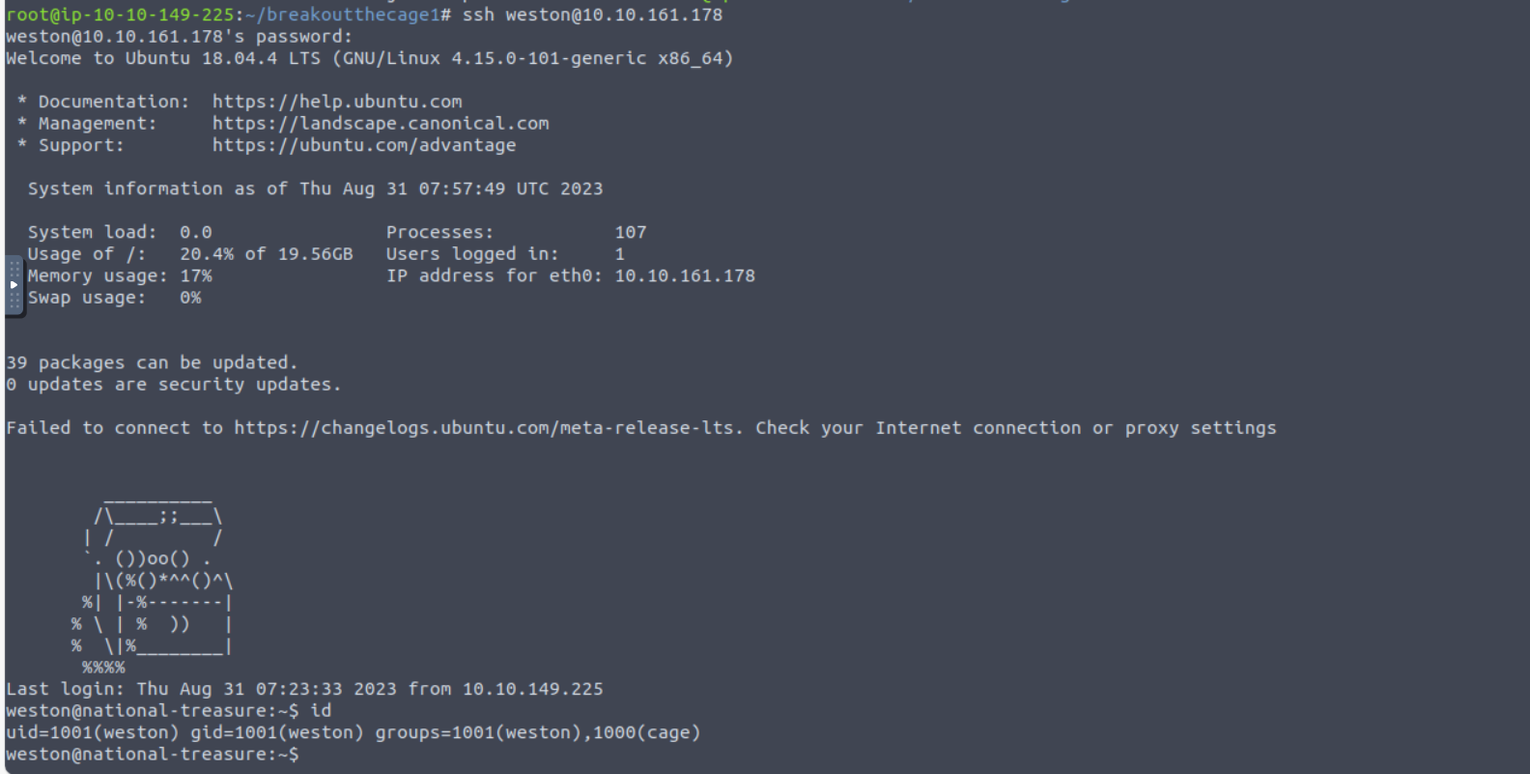 root@ip-10-10-149-225:~/breakoutthecage1# ssh weston@10.10.161.178
weston@10.10.161.178's password:
Welcome to Ubuntu 18.04.4 LTS (GNU/Linux 4.15.0-101-generic x86_64)

 * Documentation:  https://help.ubuntu.com
 * Management:     https://landscape.canonical.com
 * Support:        https://ubuntu.com/advantage

  System information as of Thu Aug 31 07:57:49 UTC 2023

  System load:  0.0                Processes:           107
  Usage of /:   20.4% of 19.56GB   Users logged in:     1
  Memory usage: 17%                IP address for eth0: 10.10.161.178
  Swap usage:   0%


39 packages can be updated.
0 updates are security updates.

Failed to connect to https://changelogs.ubuntu.com/meta-release-lts. Check your Internet connection or proxy settings


         __________
        /\____;;___\
       | /         /
       `. ())oo() .
        |\(%()*^^()^\
       %| |-%-------|
      % \ | %  ))   |
      %  \|%________|
       %%%%
Last login: Thu Aug 31 07:23:33 2023 from 10.10.149.225
weston@national-treasure:~$ id
uid=1001(weston) gid=1001(weston) groups=1001(weston),1000(cage)
weston@national-treasure:~$